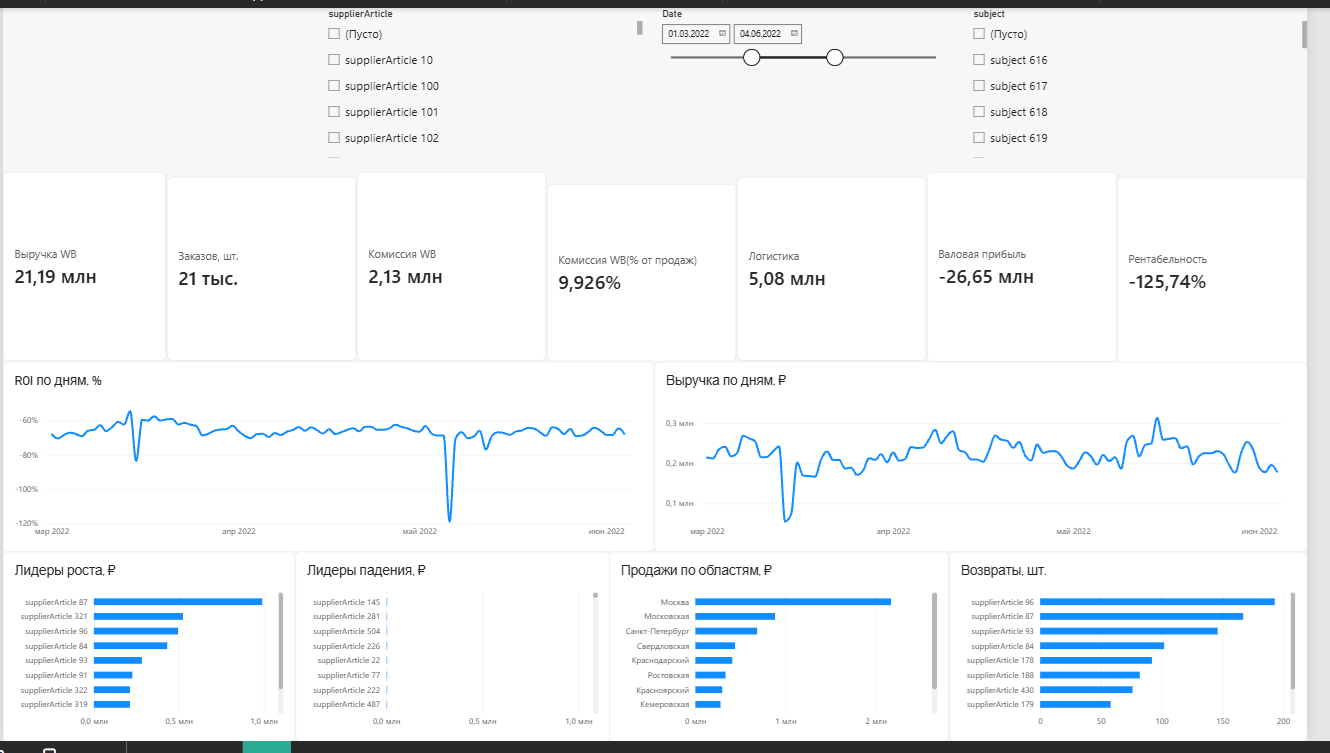 supplierArticle
(Пусто)
supplierArticle 10
supplierArticle 100
supplierArticle 101
supplierArticle 102
Date
01.03.2022
04.06.2022
subject
(Пусто)
subject 616
subject 617
subject 618
subject 619
Выручка WB
21,19 млн
Заказов, шт.
21 тыс.
Комиссия WB
2,13 млн
Комиссия WB(% от продаж)
9,926%
Логистика
5,08 млн
Валовая прибыль
-26,65 млн
Рентабельность
-125,74%
ROI по дням, %
-60%
-80%
-100%
-120%
мар 2022
апр 2022
май 2022
июн 2022
Выручка по дням, ₽
0,3 млн
0,2 млн
0,1 млн
мар 2022
апр 2022
май 2022
июн 2022
Лидеры роста, ₽
supplierArticle 87
supplierArticle 321
supplierArticle 96
supplierArticle 84
supplierArticle 93
supplierArticle 91
supplierArticle 322
supplierArticle 319
0,0 млн
0,5 млн
1,0 млн
Лидеры падения, ₽
supplierArticle 145
supplierArticle 281
supplierArticle 504
supplierArticle 226
supplierArticle 22
supplierArticle 77
supplierArticle 222
supplierArticle 487
0,0 млн
0,5 млн
1,0 млн
Продажи по областям, ₽
Москва
Московская
Санкт-Петербург
Свердловская
Краснодарский
Ростовская
Красноярский
Кемеровская
0 млн
1 млн
2 млн
Возвраты, шт.
supplierArticle 96
supplierArticle 87
supplierArticle 93
supplierArticle 84
supplierArticle 178
supplierArticle 188
supplierArticle 430
supplierArticle 179
0
50
100
150
200